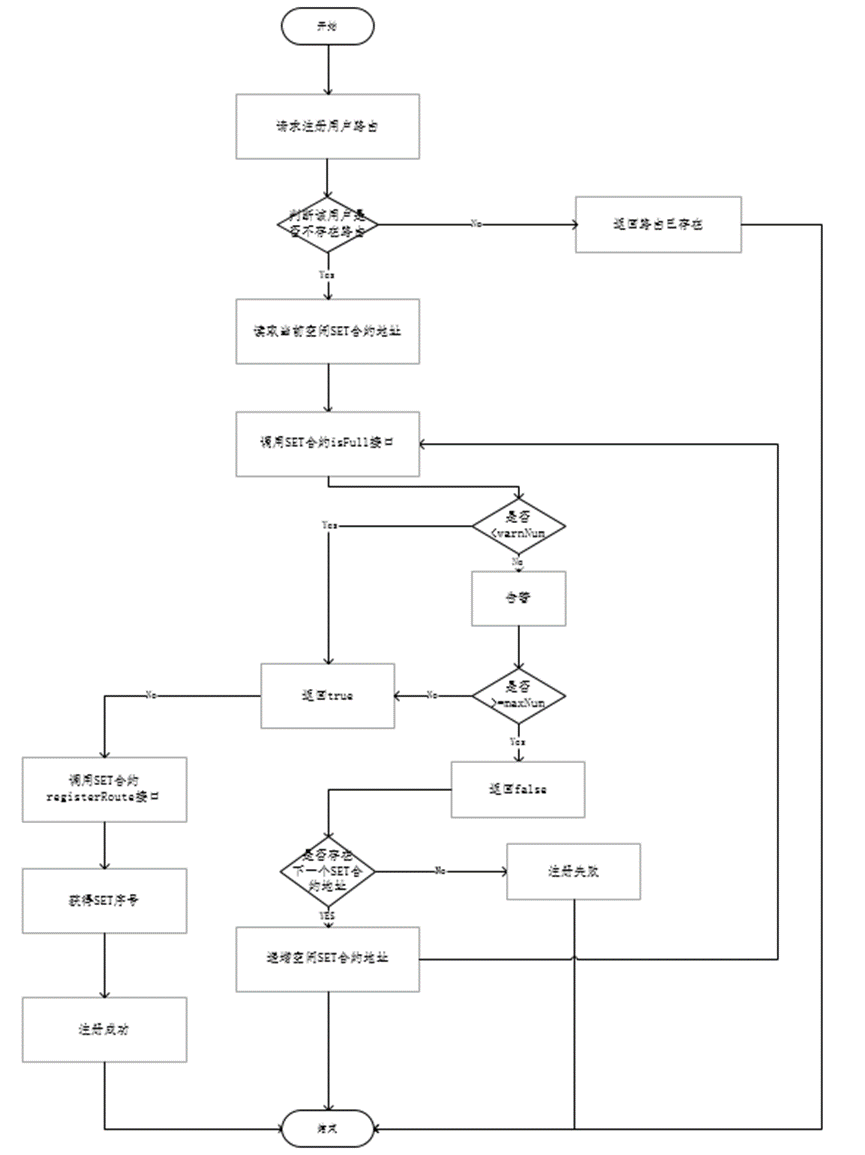 开始
请求注册用户路由
判断该用户是
否不存在路由
No
返回路由已存在
Yes
读取当前空闲SET合约地址
调用SET合约isFull接口
是否
<warnNum
Yes
No
告警
是否
>=maxNum
No
返回true
No
Yes
调用SET合约
registerRoute接口
返回false
是否存在
下一个SET合
约地址
No
注册失败
YES
获得SET序号
递增空闲SET合约地址
注册成功
结束